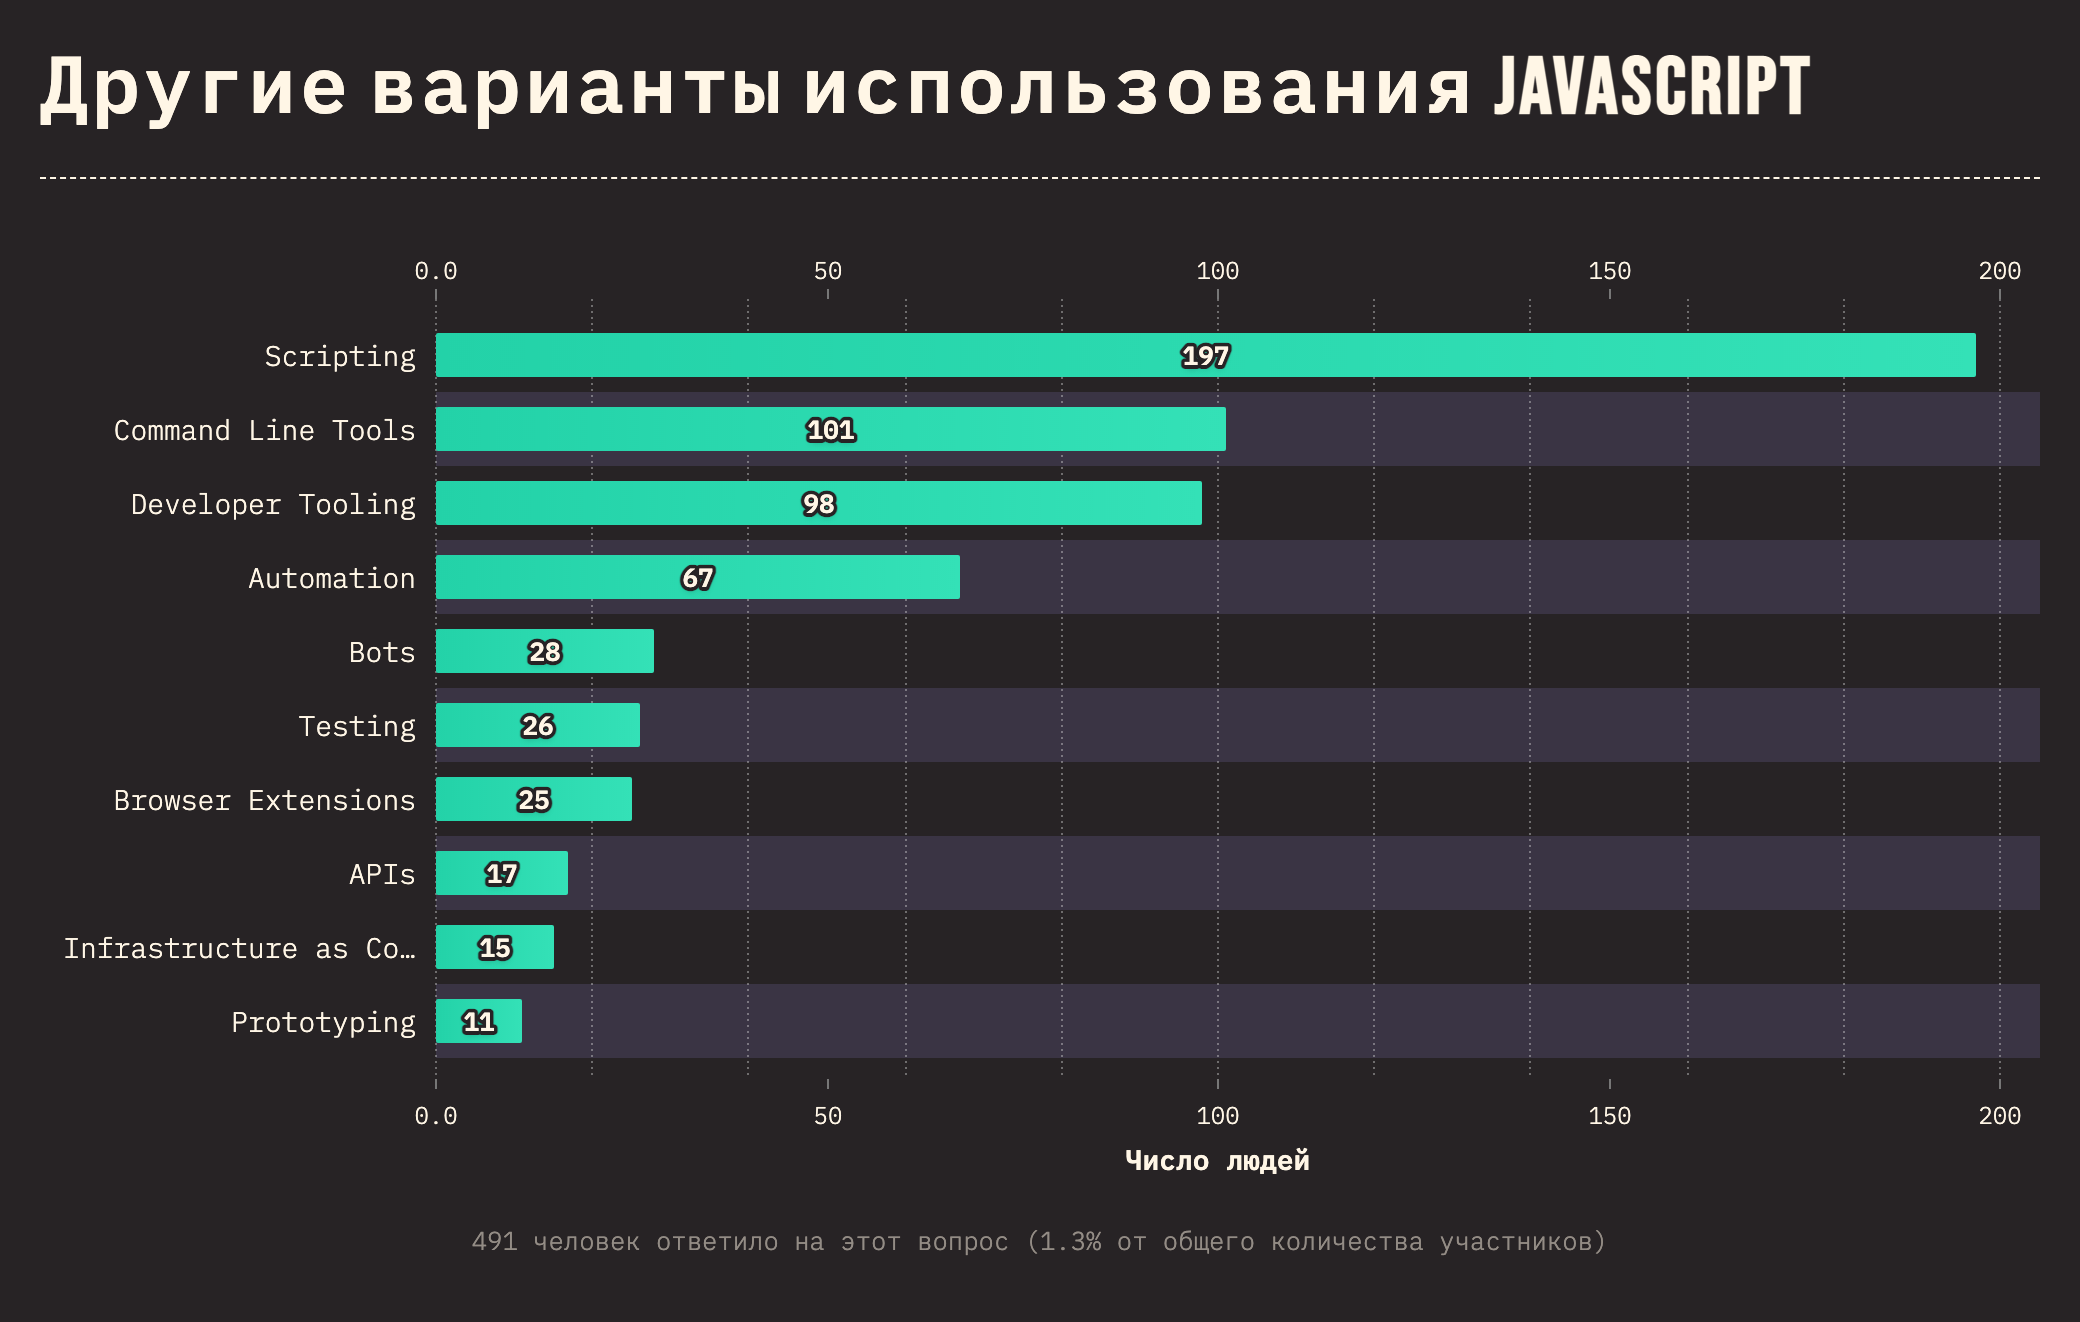 Другие варианты использования JAVASCRIPT
0.0 50 100 150 200
Scripting 197
Command Line Tools 101
Developer Tooling 98
Automation 67
Bots 28
Testing 26
Browser Extensions 25
APIs 17
Infrastructure as Co… 15
Prototyping 11
0.0 50 100 150 200
Число людей
491 человек ответило на этот вопрос (1.3% от общего количества участников)